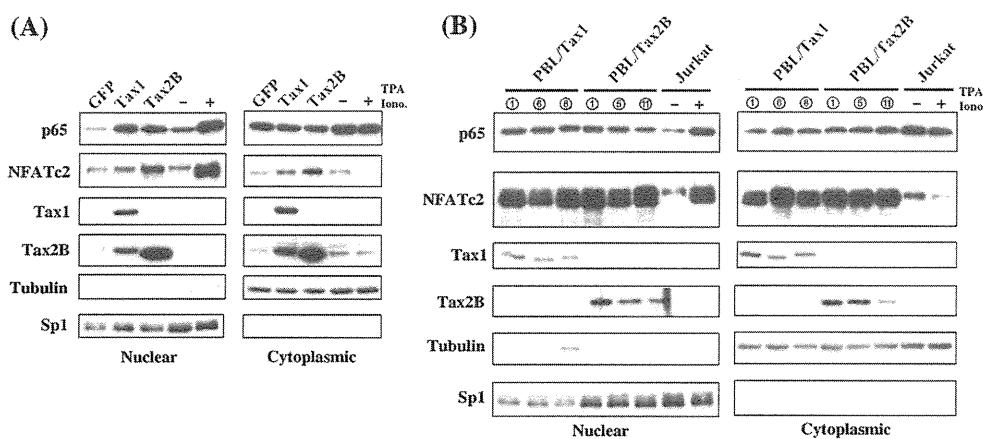 (A)
GFP Tax1 Tax2B − + TPA Iono.
GFP Tax1 Tax2B − +
p65
NFATc2
Tax1
Tax2B
Tubulin
Sp1
Nuclear Cytoplasmic
(B)
PBL/Tax1 PBL/Tax2B Jurkat
PBL/Tax1 PBL/Tax2B Jurkat
① ⑥ ⑧ ① ⑤ ⑪ − +
① ⑥ ⑧ ① ⑤ ⑪ − + TPA Iono.
p65
NFATc2
Tax1
Tax2B
Tubulin
Sp1
Nuclear Cytoplasmic